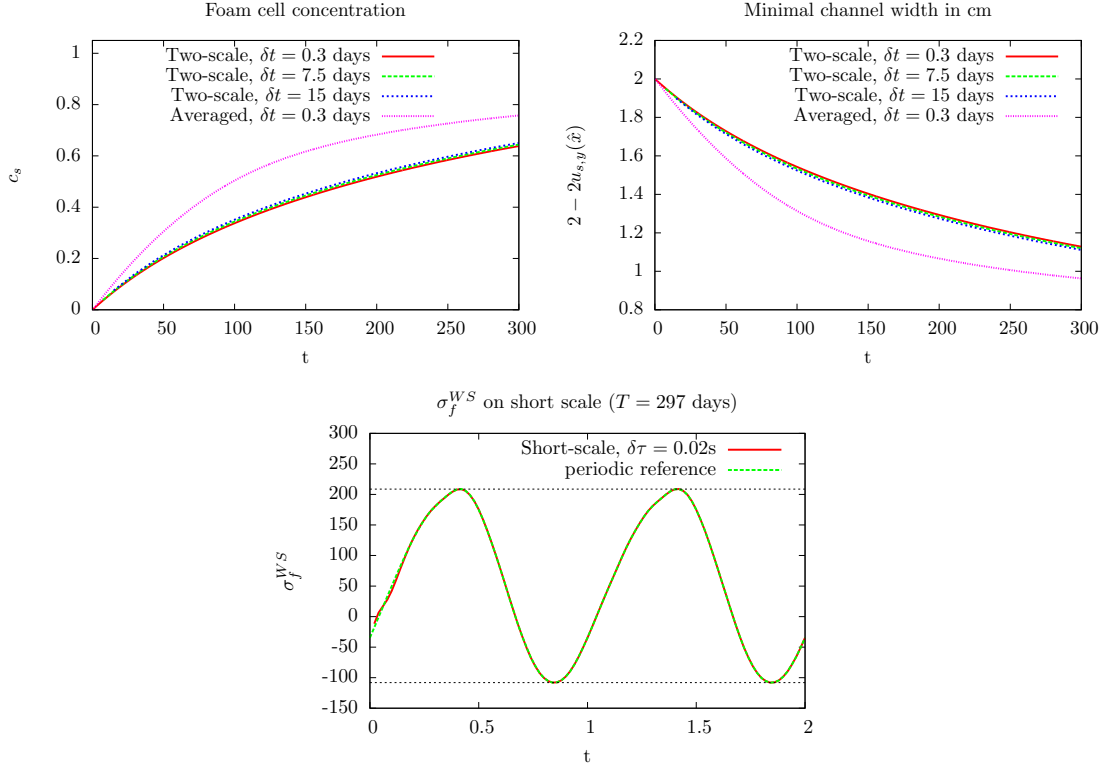 Foam cell concentration
1
0.8
0.6
0.4
0.2
0
c_s
Two-scale, δt = 0.3 days
Two-scale, δt = 7.5 days
Two-scale, δt = 15 days
Averaged, δt = 0.3 days
0 50 100 150 200 250 300
t
Minimal channel width in cm
2.2
2
1.8
1.6
1.4
1.2
1
0.8
2 − 2u_{s,y}(x̂)
Two-scale, δt = 0.3 days
Two-scale, δt = 7.5 days
Two-scale, δt = 15 days
Averaged, δt = 0.3 days
0 50 100 150 200 250 300
t
σ_f^{WS} on short scale (T = 297 days)
300
250
200
150
100
50
0
-50
-100
-150
σ_f^{WS}
Short-scale, δτ = 0.02s
periodic reference
0 0.5 1 1.5 2
t